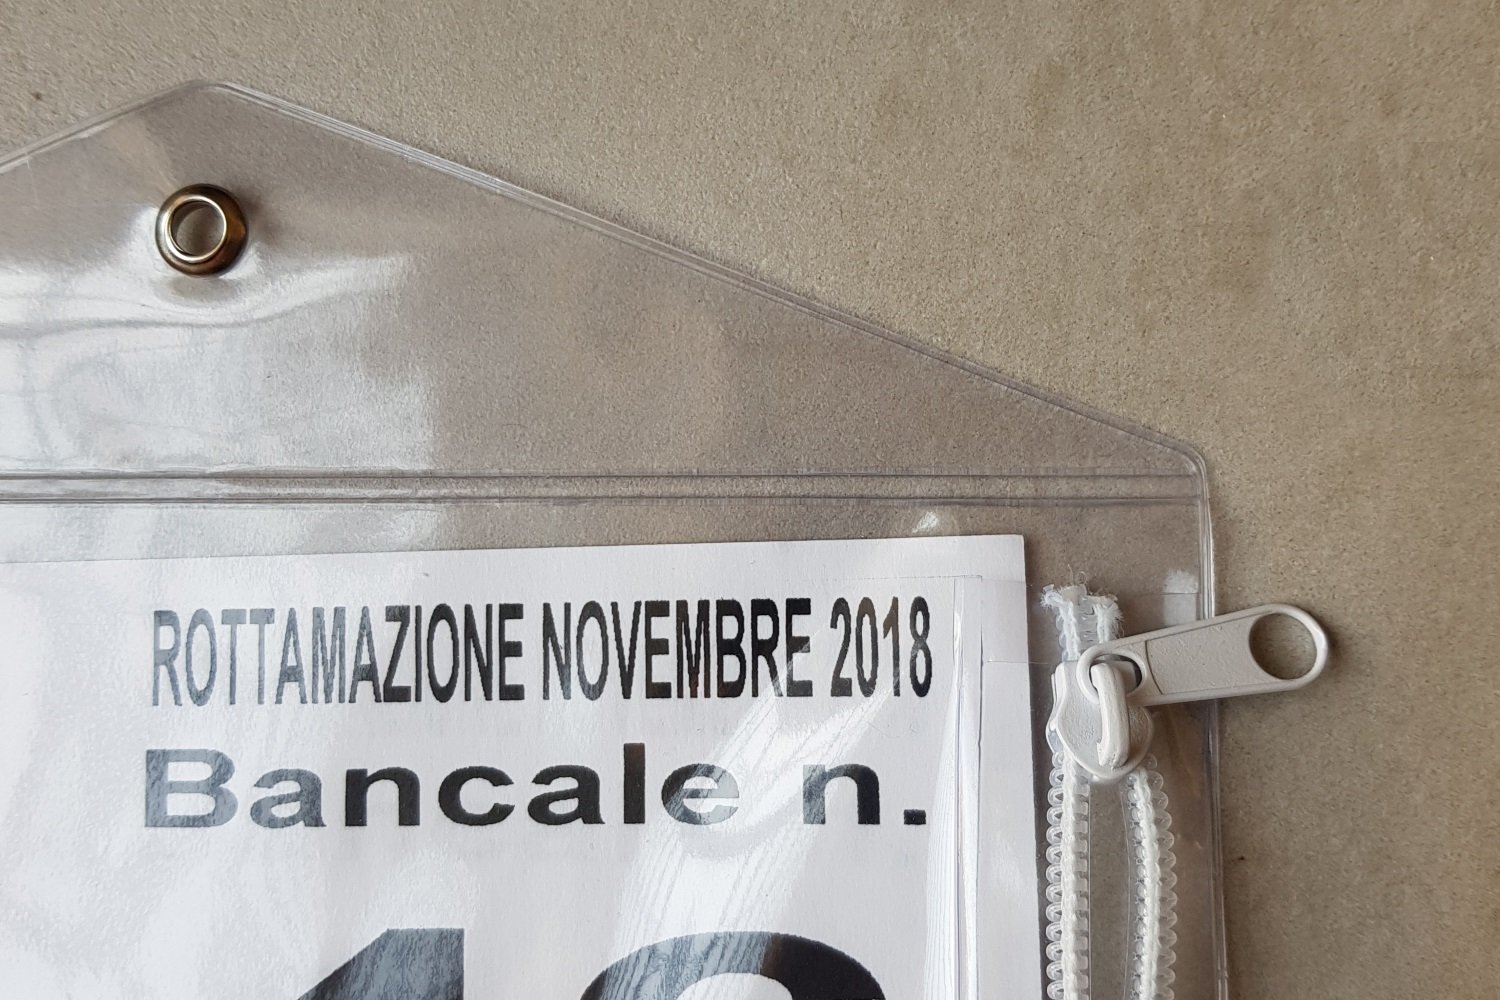 ROTTAMAZIONE NOVEMBRE 2018
Bancale n.